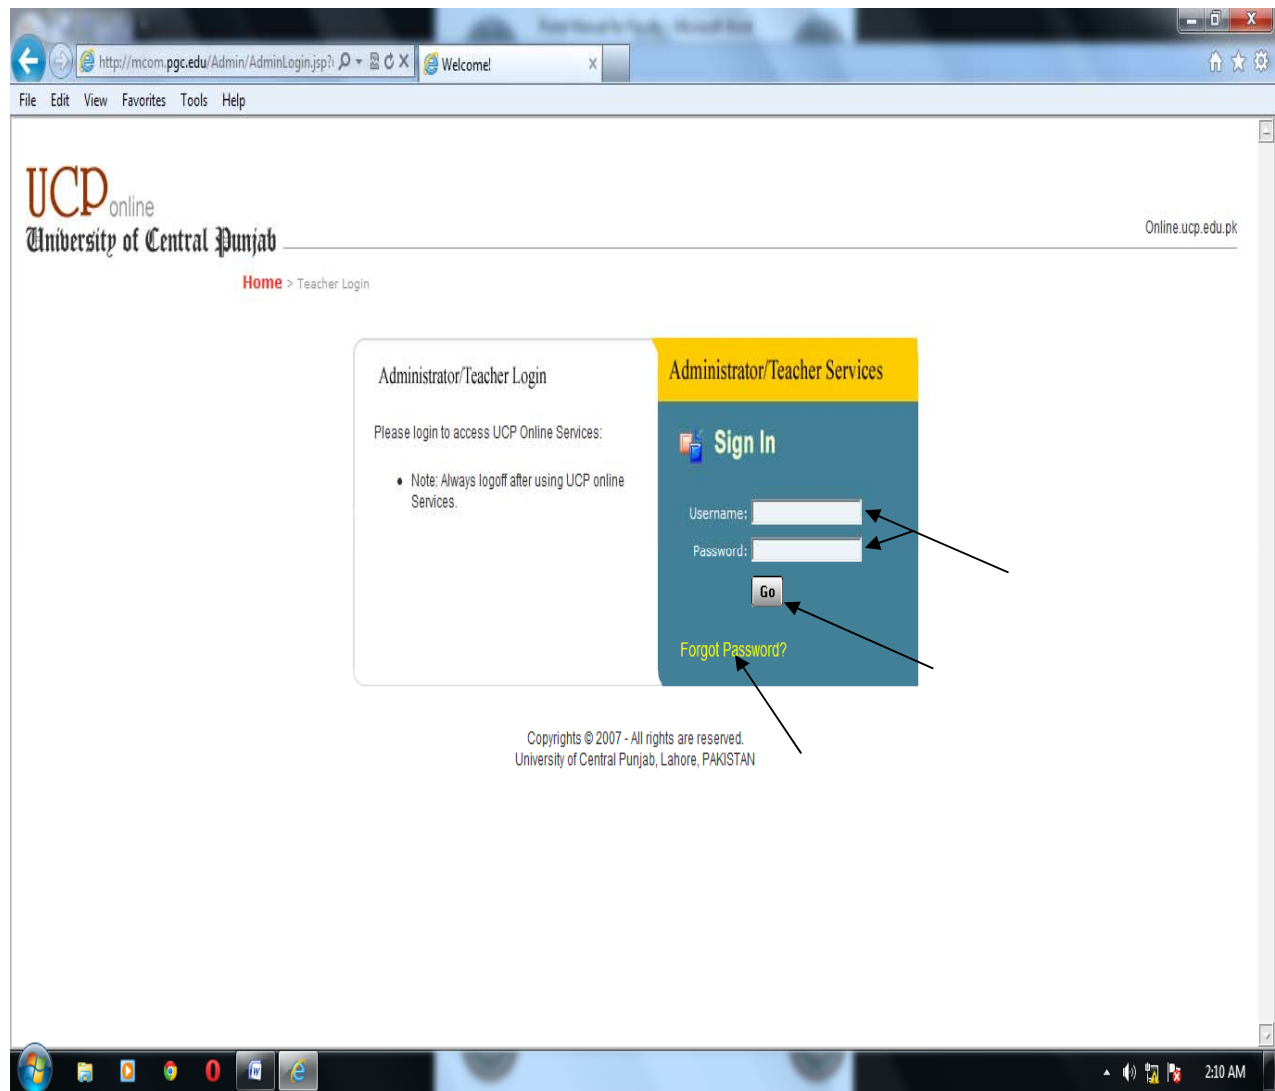 http://mcom.pgc.edu/Admin/AdminLogin.jsp?
Welcome!
File Edit View Favorites Tools Help
UCP online
University of Central Punjab
Online.ucp.edu.pk
Home > Teacher Login
Administrator/Teacher Login
Administrator/Teacher Services
Please login to access UCP Online Services:
Sign In
• Note: Always logoff after using UCP online
Services.
Username:
Password:
Go
Forgot Password?
Copyrights © 2007 - All rights are reserved.
University of Central Punjab, Lahore, PAKISTAN
2:10 AM